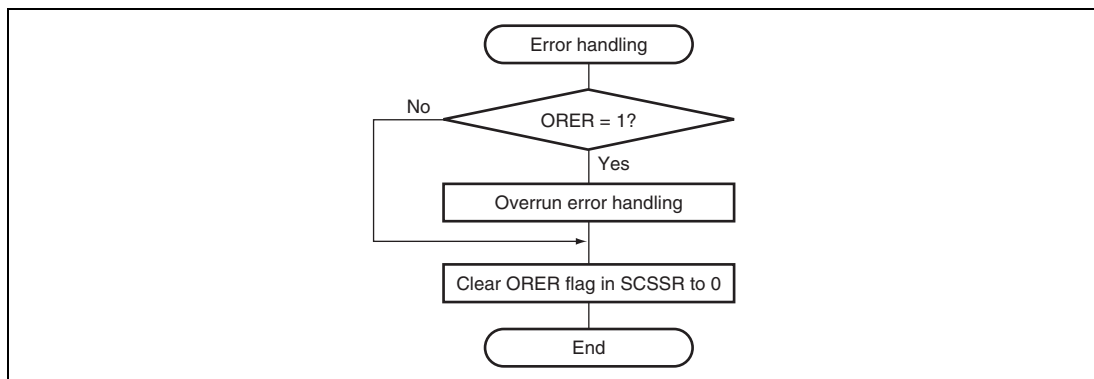 Error handling
No
ORER = 1?
Yes
Overrun error handling
Clear ORER flag in SCSSR to 0
End